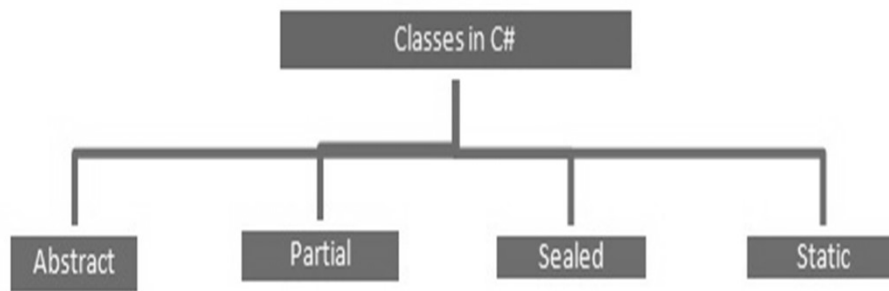 Classes in C#
Abstract
Partial
Sealed
Static